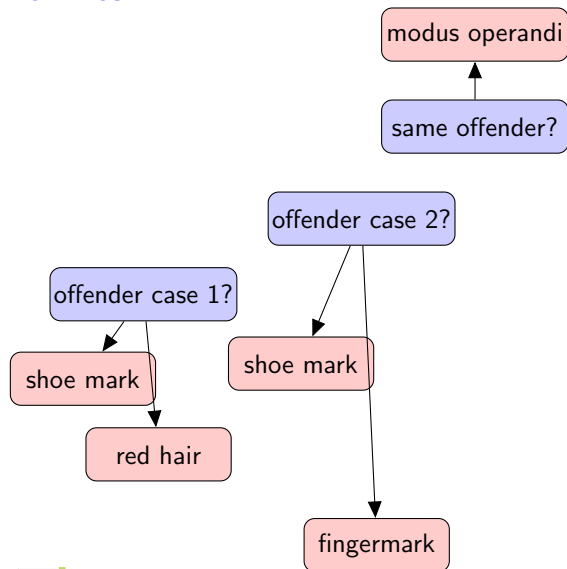 modus operandi
same offender?
offender case 2?
offender case 1?
shoe mark
shoe mark
red hair
fingermark